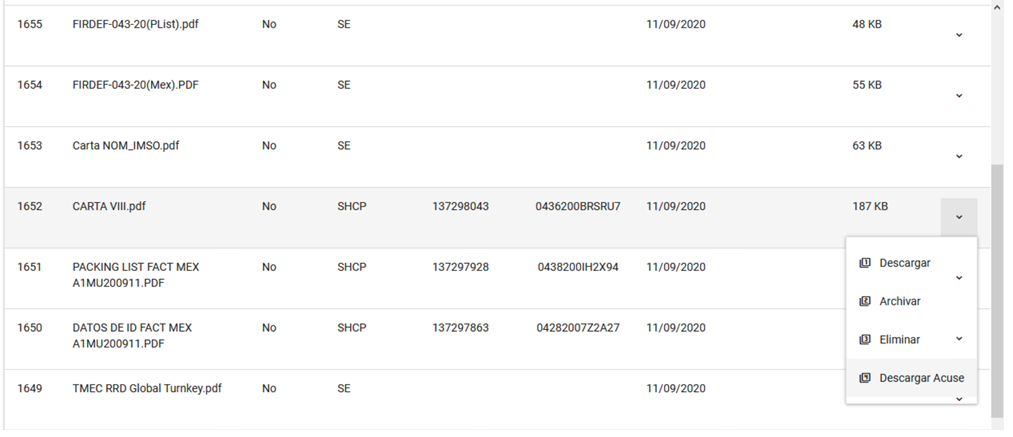 1655 FIRDEF-043-20(PList).pdf No SE 11/09/2020 48 KB
1654 FIRDEF-043-20(Mex).PDF No SE 11/09/2020 55 KB
1653 Carta NOM_IMSO.pdf No SE 11/09/2020 63 KB
1652 CARTA VIII.pdf No SHCP 137298043 0436200BRSRU7 11/09/2020 187 KB
Descargar
1651 PACKING LIST FACT MEX No SHCP 137297928 0438200IH2X94 11/09/2020
A1MU200911.PDF
Archivar
1650 DATOS DE ID FACT MEX No SHCP 137297863 04282007Z2A27 11/09/2020
A1MU200911.PDF
Eliminar
Descargar Acuse
1649 TMEC RRD Global Turnkey.pdf No SE 11/09/2020